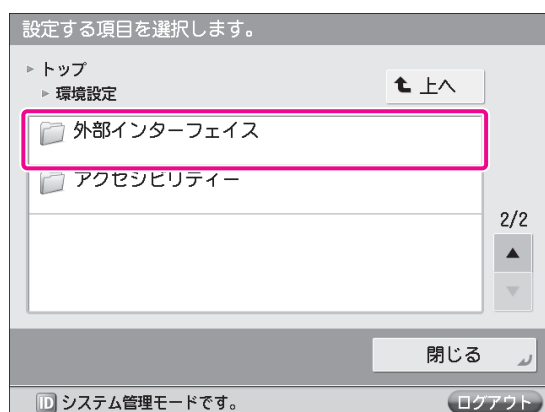 設定する項目を選択します。
トップ
環境設定
上へ
外部インターフェイス
アクセシビリティー
2/2
閉じる
ID システム管理モードです。
ログアウト